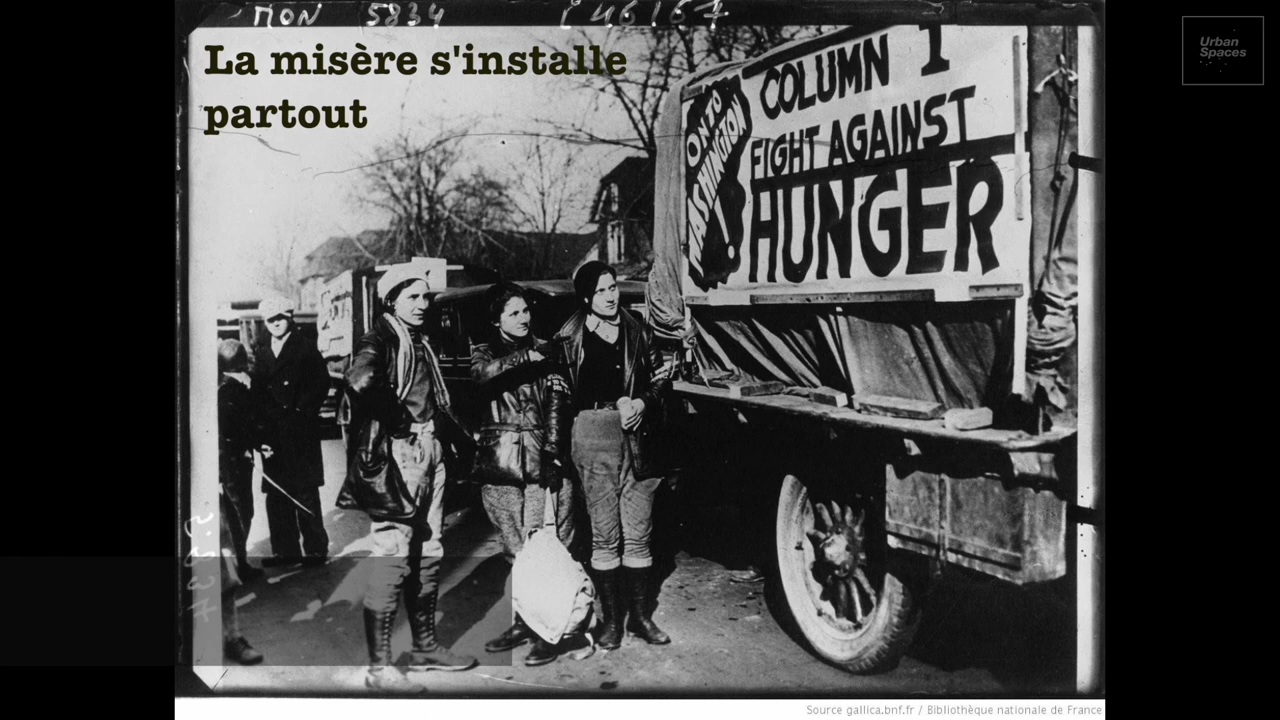 MON 5834
La misère s'installe
partout
Urban
Spaces
ON TO
WASHINGTON
!
COLUMN 1
FIGHT AGAINST
HUNGER
Source gallica.bnf.fr / Bibliothèque nationale de France